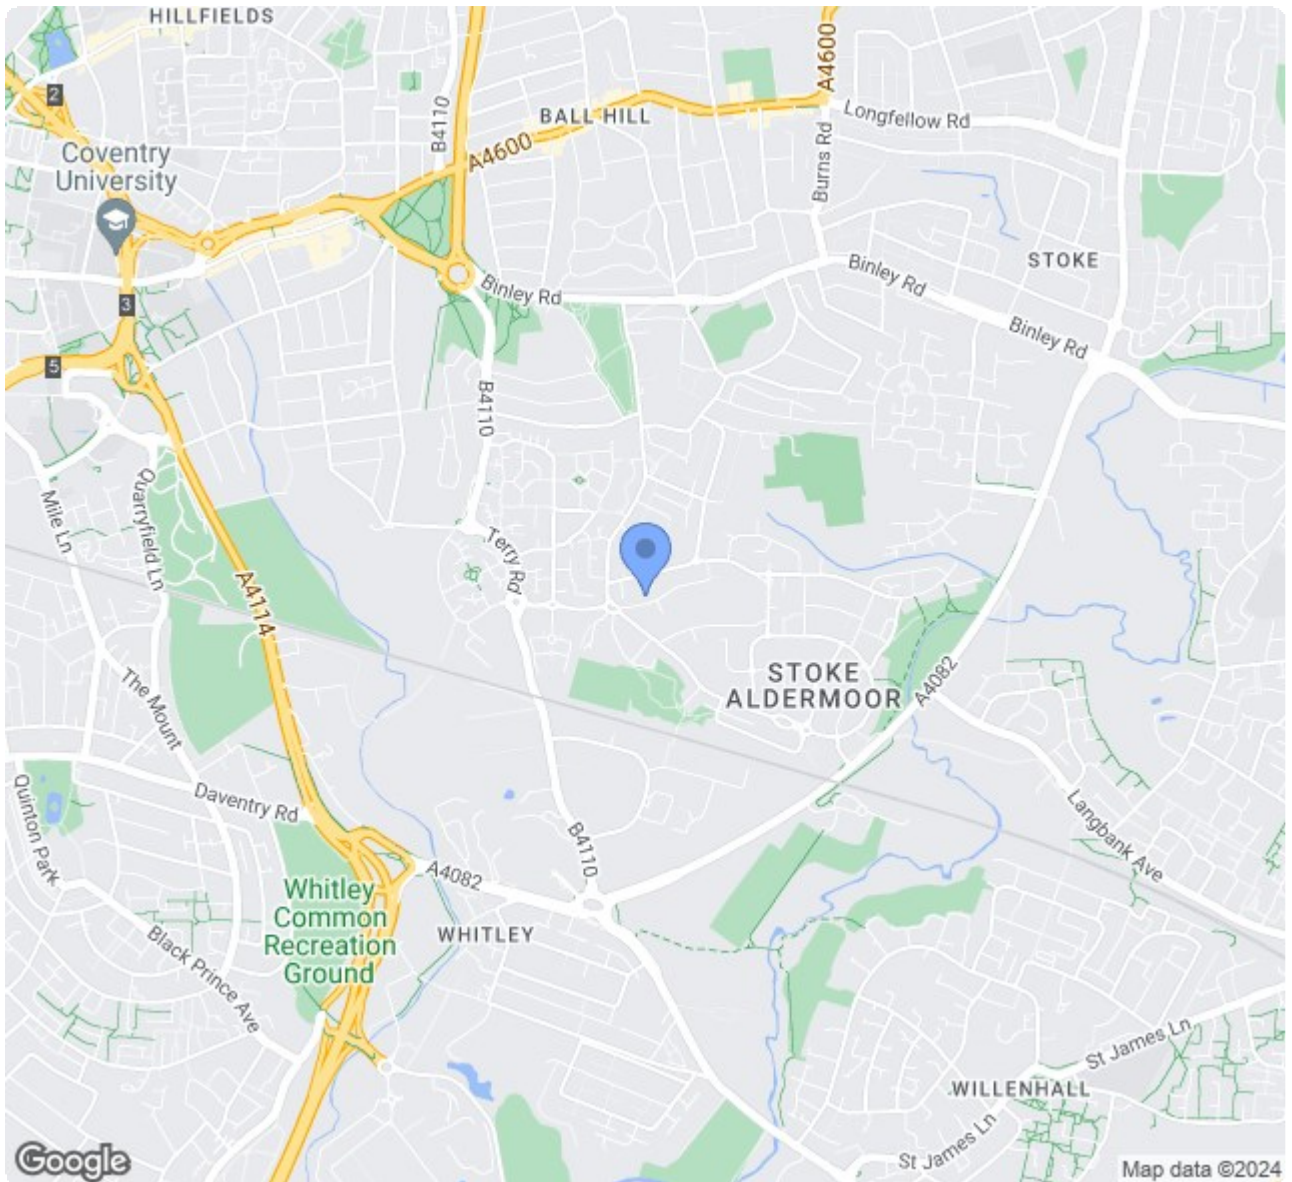 HILLFIELDS
2
Coventry
University
B4110
A4600
BALL HILL
A4600
Longfellow Rd
Burns Rd
STOKE
Binley Rd
Binley Rd
Binley Rd
3
5
B4110
Mile Ln
Quarryfield Ln
Terry Rd
A4114
STOKE
ALDERMOOR
A4082
The Mount
Daventry Rd
Quinton Park
Langbank Ave
B4110
A4082
Whitley
Common
Recreation
Ground
WHITLEY
Black Prince Ave
St James Ln
WILLENHALL
St James Ln
Google
Map data ©2024